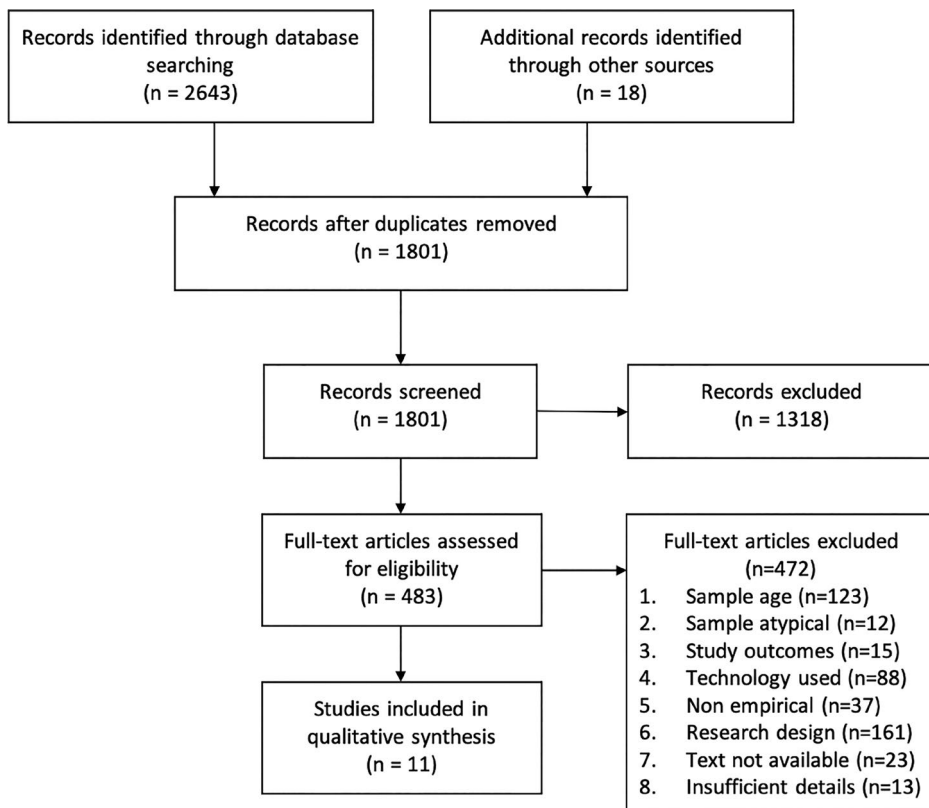 Records identified through database
searching
(n = 2643)
Additional records identified
through other sources
(n = 18)
Records after duplicates removed
(n = 1801)
Records screened
(n = 1801)
Records excluded
(n = 1318)
Full-text articles assessed
for eligibility
(n = 483)
Full-text articles excluded
(n=472)
1. Sample age (n=123)
2. Sample atypical (n=12)
3. Study outcomes (n=15)
4. Technology used (n=88)
5. Non empirical (n=37)
6. Research design (n=161)
7. Text not available (n=23)
8. Insufficient details (n=13)
Studies included in
qualitative synthesis
(n = 11)